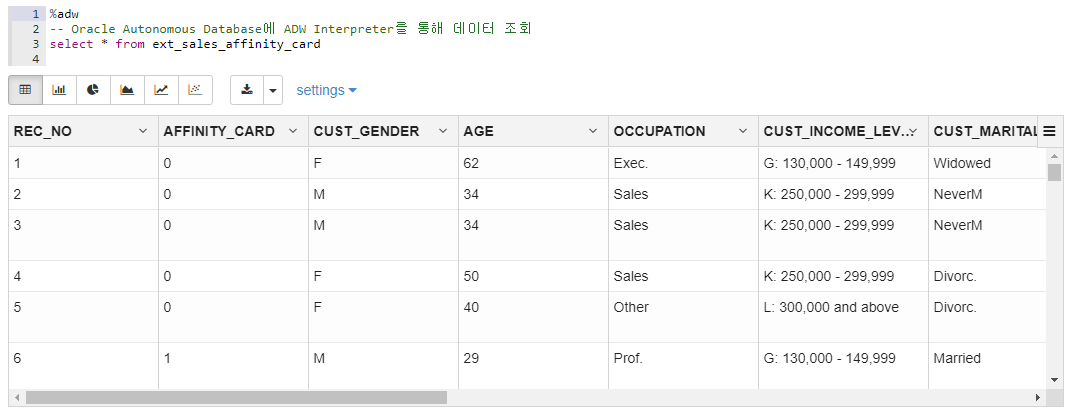 1 %adw
2 -- Oracle Autonomous Database에 ADW Interpreter를 통해 데이터 조회
3 select * from ext_sales_affinity_card
4
settings
REC_NO AFFINITY_CARD CUST_GENDER AGE OCCUPATION CUST_INCOME_LEV... CUST_MARITAL
1 0 F 62 Exec. G: 130,000 - 149,999 Widowed
2 0 M 34 Sales K: 250,000 - 299,999 NeverM
3 0 M 34 Sales K: 250,000 - 299,999 NeverM
4 0 F 50 Sales K: 250,000 - 299,999 Divorc.
5 0 F 40 Other L: 300,000 and above Divorc.
6 1 M 29 Prof. G: 130,000 - 149,999 Married